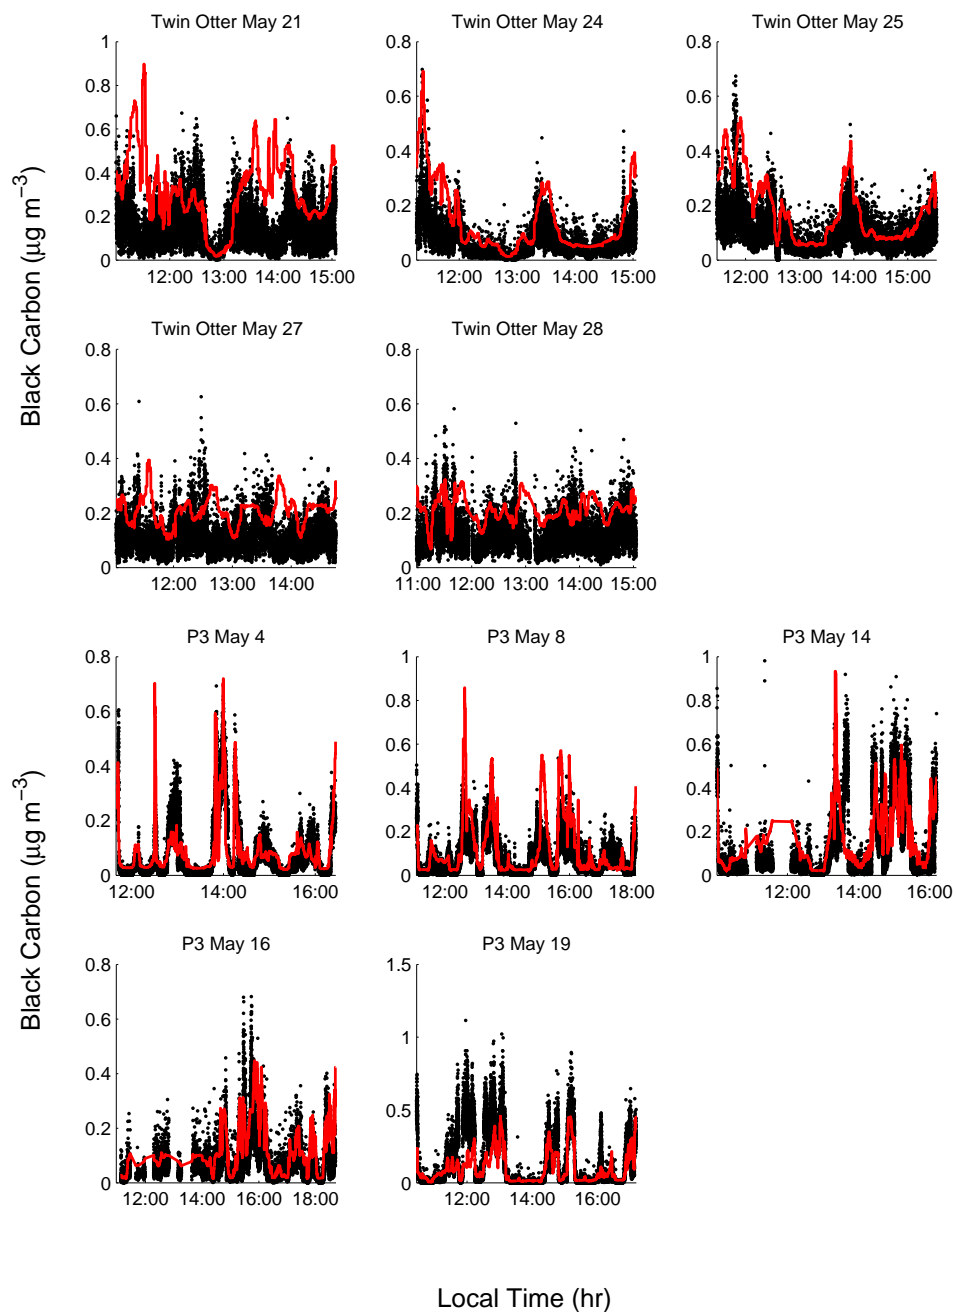 Twin Otter May 21
Twin Otter May 24
Twin Otter May 25
1
0.8
0.6
0.4
0.2
0
12:00 13:00 14:00 15:00
0.8
0.6
0.4
0.2
0
12:00 13:00 14:00 15:00
0.8
0.6
0.4
0.2
0
12:00 13:00 14:00 15:00
Black Carbon (μg m−3)
Twin Otter May 27
Twin Otter May 28
0.8
0.6
0.4
0.2
0
12:00 13:00 14:00
0.8
0.6
0.4
0.2
0
11:00 12:00 13:00 14:00 15:00
P3 May 4
P3 May 8
P3 May 14
0.8
0.6
0.4
0.2
0
12:00 14:00 16:00
1
0.8
0.6
0.4
0.2
0
12:00 14:00 16:00 18:00
1
0.8
0.6
0.4
0.2
0
12:00 14:00 16:00
Black Carbon (μg m−3)
P3 May 16
P3 May 19
0.8
0.6
0.4
0.2
0
12:00 14:00 16:00 18:00
1.5
1
0.5
0
12:00 14:00 16:00
Local Time (hr)